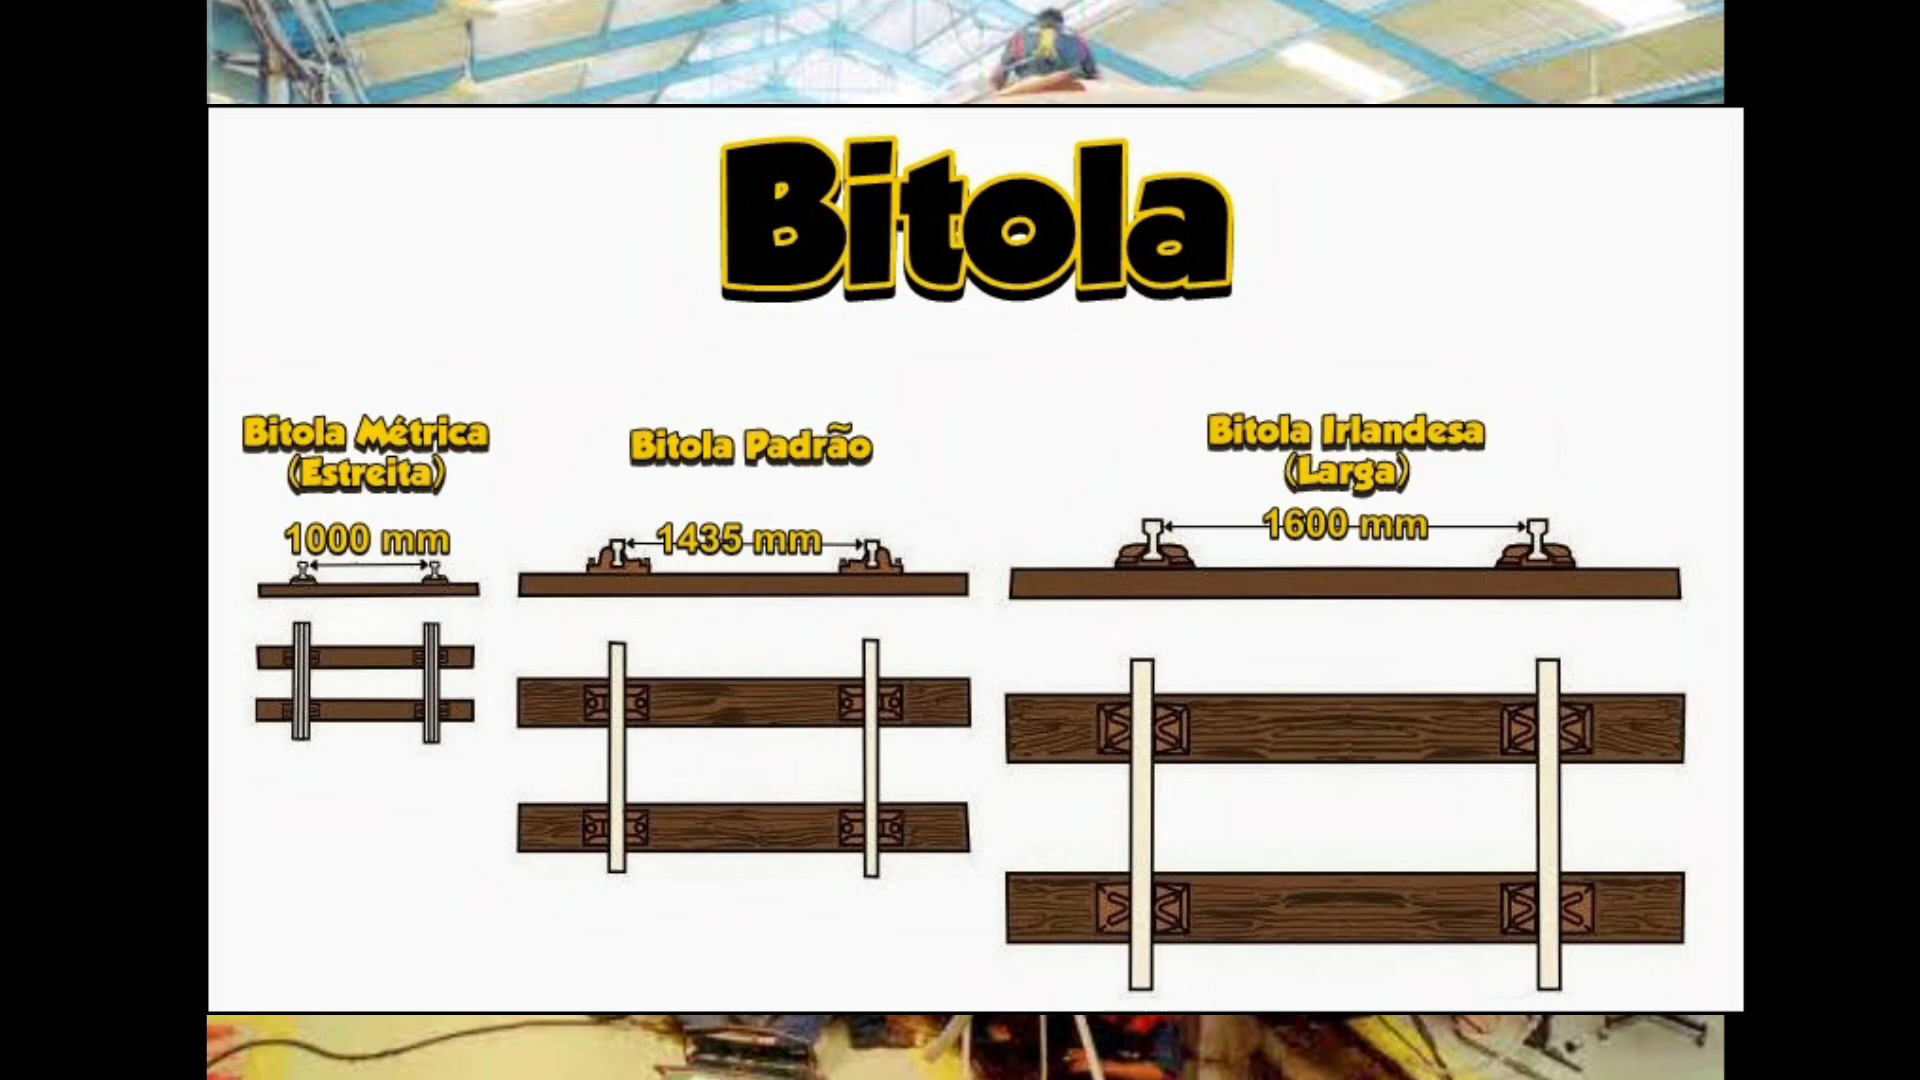 Bitola
Bitola Métrica
(Estreita)
1000 mm
Bitola Padrão
1435 mm
Bitola Irlandesa
(Larga)
1600 mm